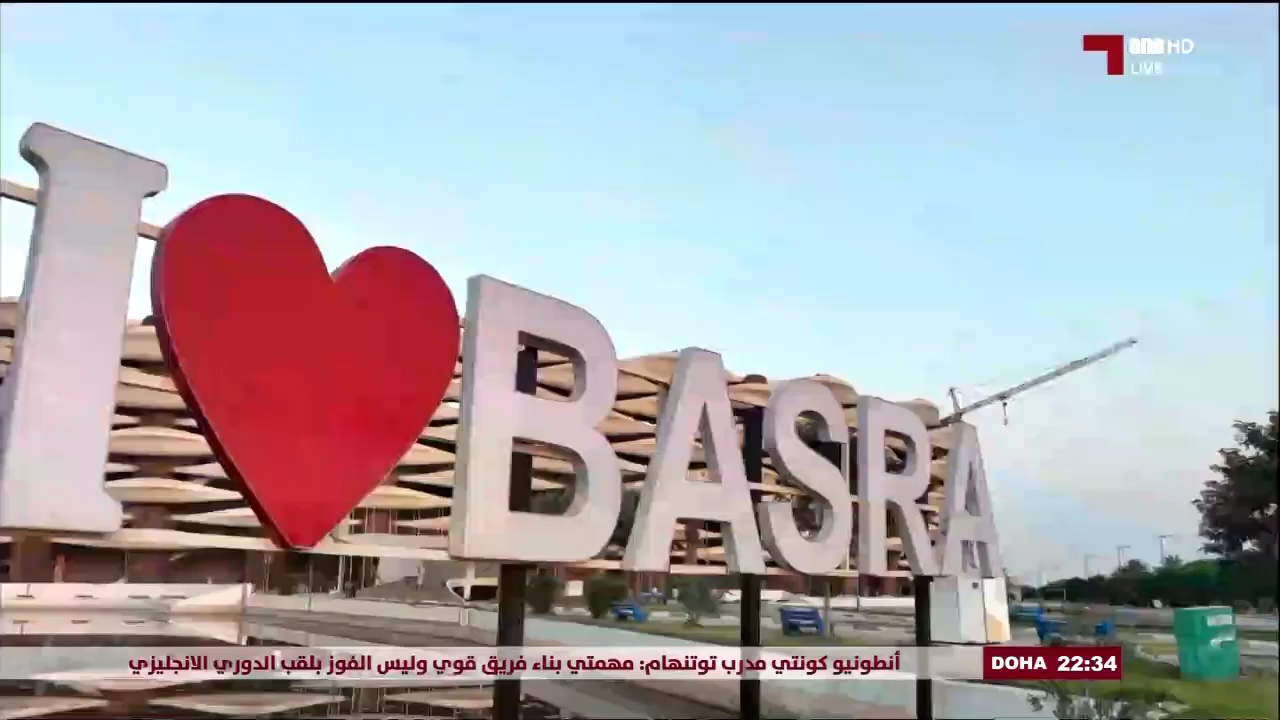 one HD
LIVE
I ❤ BASRA
أنطونيو كونتي مدرب توتنهام: مهمتي بناء فريق قوي وليس الفوز بلقب الدوري الانجليزي
DOHA 22:34